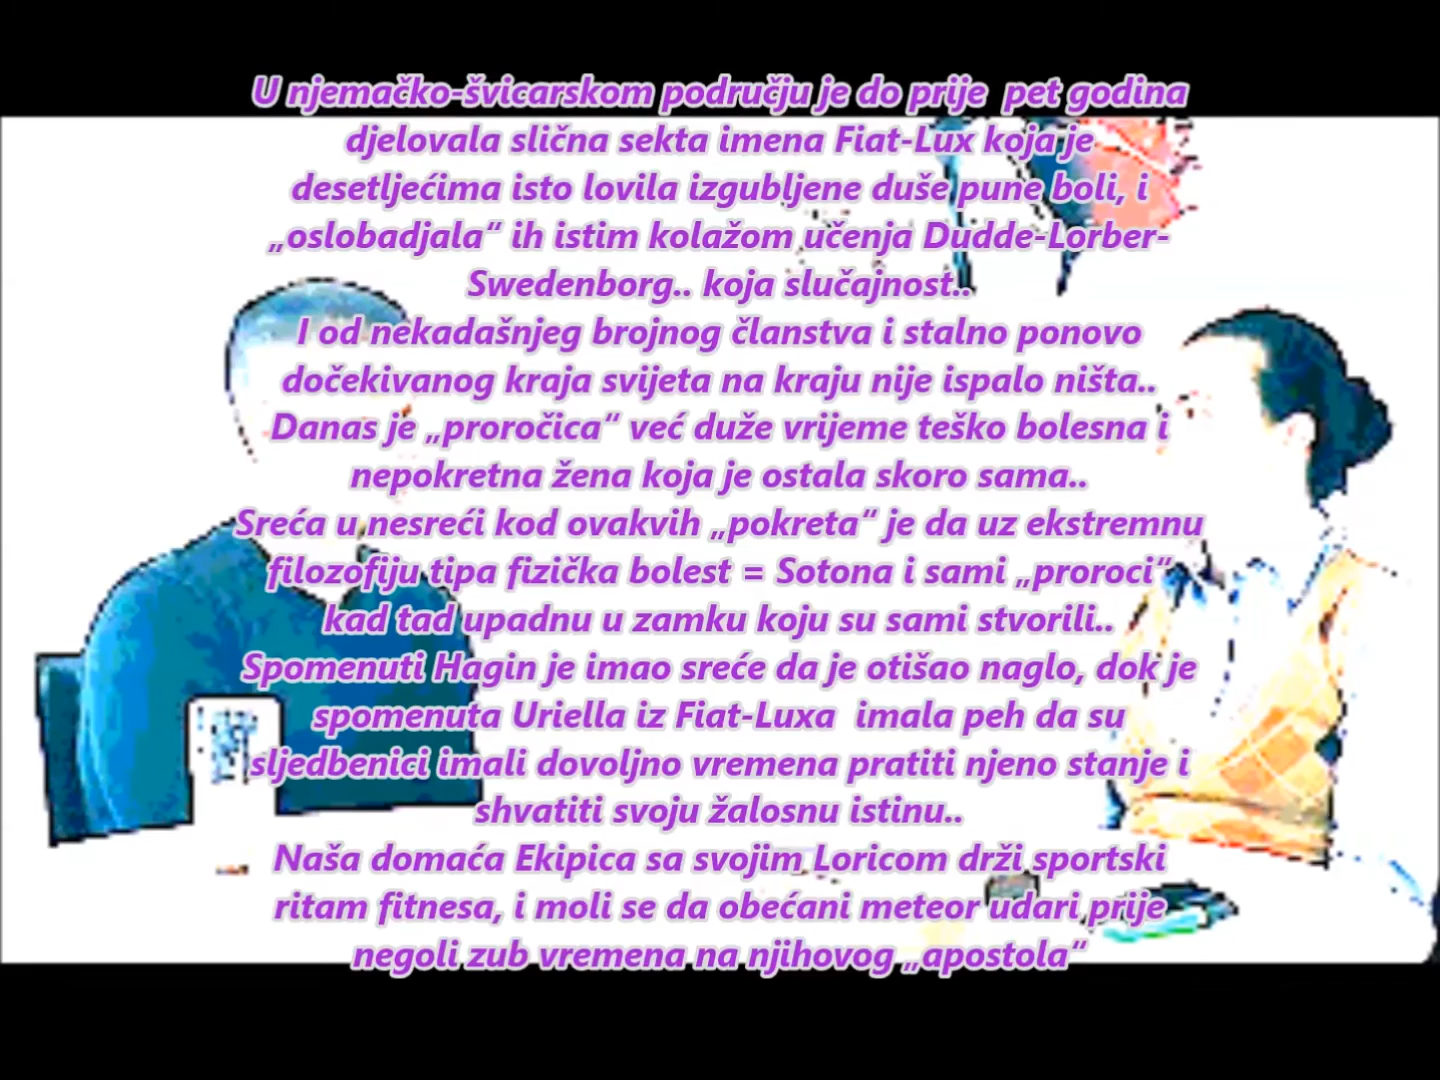 U njemačko-švicarskom području je do prije  pet godina
djelovala slična sekta imena Fiat-Lux koja je
desetljećima isto lovila izgubljene duše pune boli, i
„oslobadjala“ ih istim kolažom učenja Dudde-Lorber-
Swedenborg.. koja slučajnost..
I od nekadašnjeg brojnog članstva i stalno ponovo
dočekivanog kraja svijeta na kraju nije ispalo ništa..
Danas je „proročica“ već duže vrijeme teško bolesna i
nepokretna žena koja je ostala skoro sama..
Sreća u nesreći kod ovakvih „pokreta“ je da uz ekstremnu
filozofiju tipa fizička bolest = Sotona i sami „proroci“
kad tad upadnu u zamku koju su sami stvorili..
Spomenuti Hagin je imao sreće da je otišao naglo, dok je
spomenuta Uriella iz Fiat-Luxa  imala peh da su
sljedbenici imali dovoljno vremena pratiti njeno stanje i
shvatiti svoju žalosnu istinu..
Naša domaća Ekipica sa svojim Loricom drži sportski
ritam fitnesa, i moli se da obećani meteor udari prije
negoli zub vremena na njihovog „apostola“